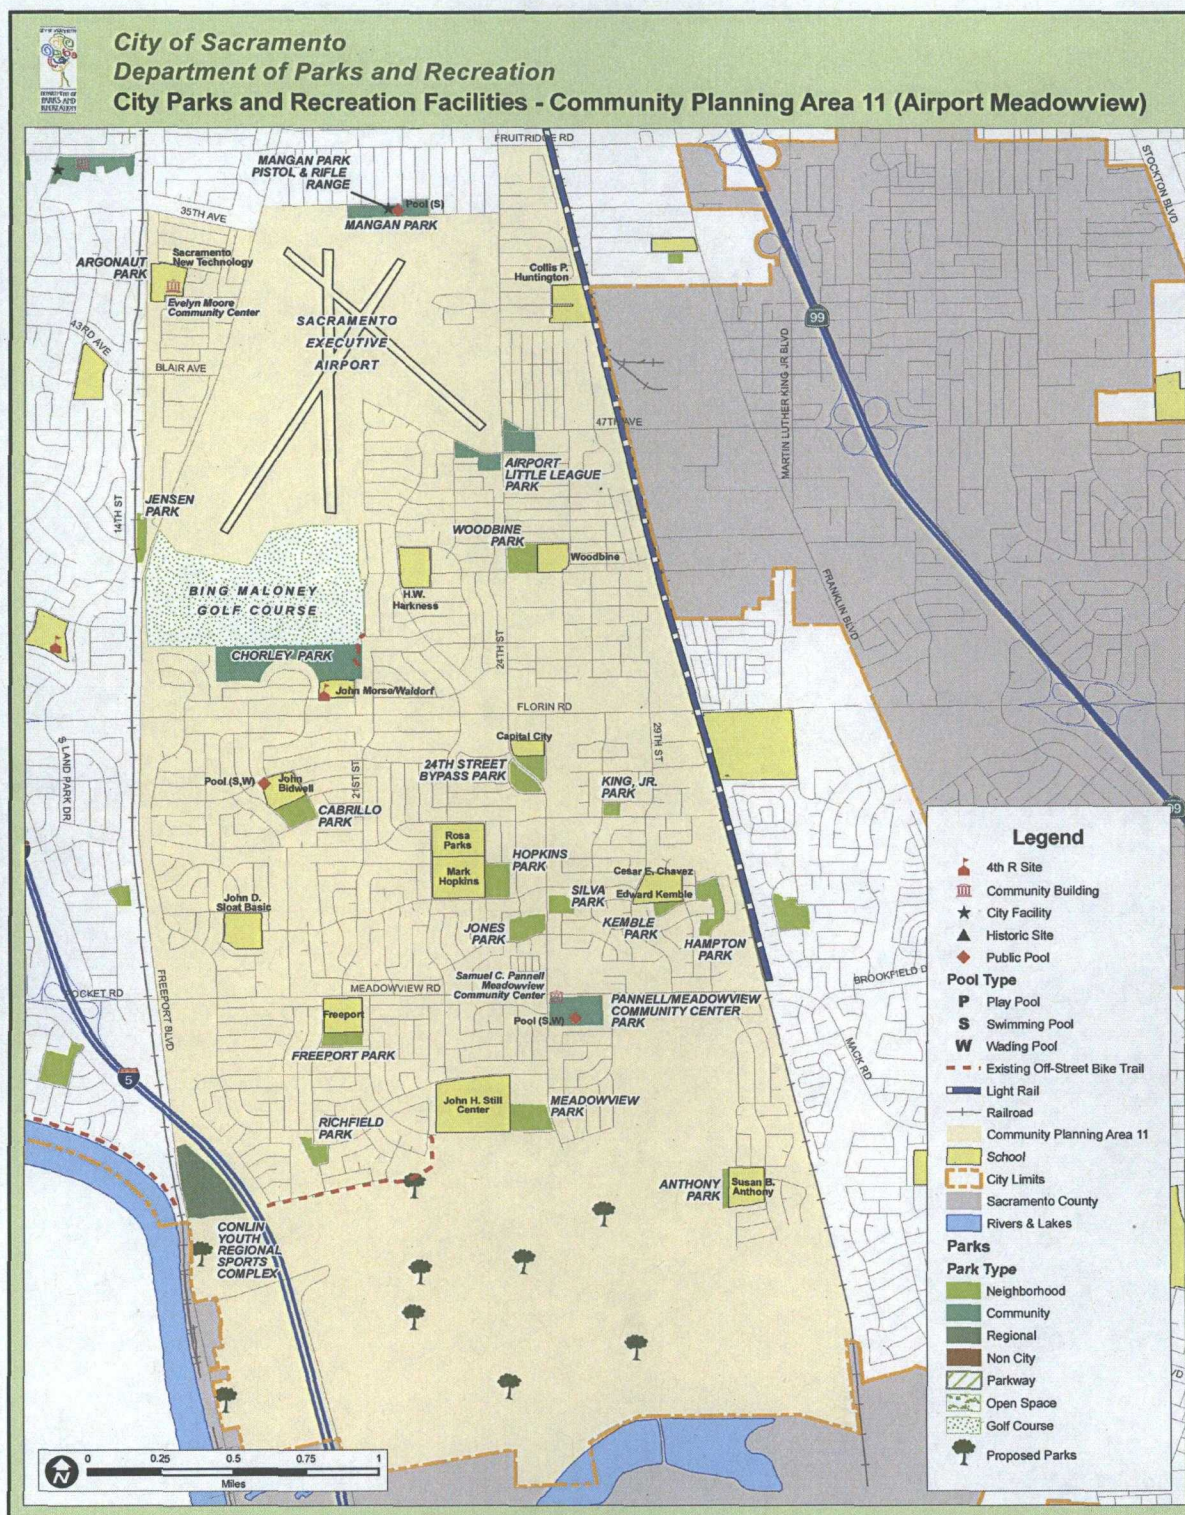 City of Sacramento
Department of Parks and Recreation
City Parks and Recreation Facilities - Community Planning Area 11 (Airport Meadowview)
DEPARTMENT OF
PARKS AND
RECREATION
FRUITRIDGE RD
STOCKTON BLVD
MANGAN PARK
PISTOL & RIFLE
RANGE
Pool (S)
MANGAN PARK
35TH AVE
ARGONAUT
PARK
Sacramento
New Technology
Evelyn Moore
Community Center
Collis P.
Huntington
SACRAMENTO
EXECUTIVE
AIRPORT
99
43RD AVE
BLAIR AVE
MARTIN LUTHER KING JR BLVD
47TH AVE
AIRPORT
LITTLE LEAGUE
PARK
14TH ST
JENSEN
PARK
WOODBINE
PARK
Woodbine
H.W.
Harkness
BING MALONEY
GOLF COURSE
FRANKLIN BLVD
24TH ST
CHORLEY PARK
John Morse/Waldorf
FLORIN RD
29TH ST
Capital City
24TH STREET
BYPASS PARK
S LAND PARK DR
21ST ST
Pool (S,W)
John
Bidwell
CABRILLO
PARK
KING, JR.
PARK
99
Rosa
Parks
Mark
Hopkins
HOPKINS
PARK
Cesar E. Chavez
Edward Kemble
SILVA
PARK
KEMBLE
PARK
HAMPTON
PARK
John D.
Sloat Basic
JONES
PARK
FREEPORT BLVD
POCKET RD
MEADOWVIEW RD
BROOKFIELD D
Samuel C. Pannell
Meadowview
Community Center
Pool (S,W)
PANNELL/MEADOWVIEW
COMMUNITY CENTER
PARK
Freeport
FREEPORT PARK
MACK RD
5
John H. Still
Center
MEADOWVIEW
PARK
RICHFIELD
PARK
ANTHONY
PARK
Susan B.
Anthony
CONLIN
YOUTH
REGIONAL
SPORTS
COMPLEX
Legend
4th R Site
Community Building
City Facility
Historic Site
Public Pool
Pool Type
P Play Pool
S Swimming Pool
W Wading Pool
Existing Off-Street Bike Trail
Light Rail
Railroad
Community Planning Area 11
School
City Limits
Sacramento County
Rivers & Lakes
Parks
Park Type
Neighborhood
Community
Regional
Non City
Parkway
Open Space
Golf Course
Proposed Parks
N
0 0.25 0.5 0.75 1
Miles